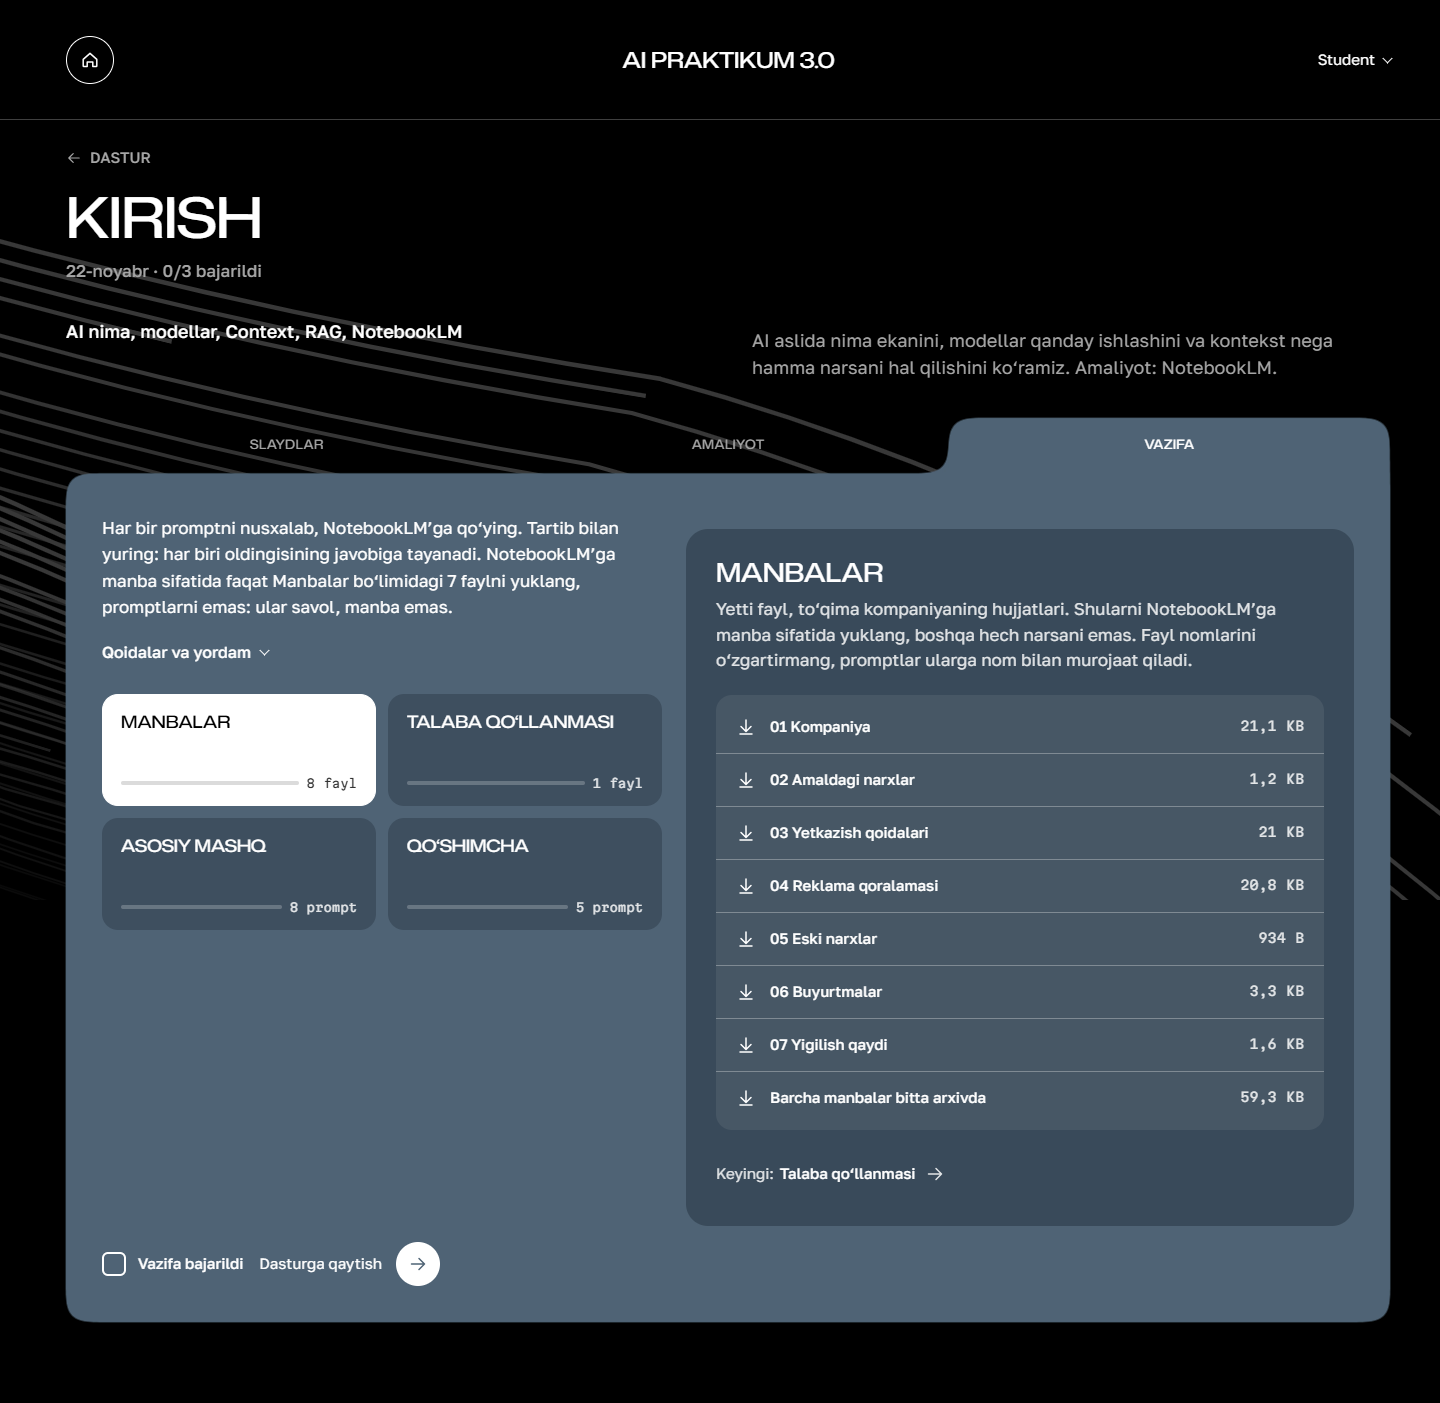 AI PRAKTIKUM 3.0
Student
DASTUR
KIRISH
22-noyabr · 0/3 bajarildi
AI nima, modellar, Context, RAG, NotebookLM
AI aslida nima ekanini, modellar qanday ishlashini va kontekst nega
hamma narsani hal qilishini ko‘ramiz. Amaliyot: NotebookLM.
SLAYDLAR
AMALIYOT
VAZIFA
Har bir promptni nusxalab, NotebookLM’ga qo‘ying. Tartib bilan
yuring: har biri oldingisining javobiga tayanadi. NotebookLM’ga
manba sifatida faqat Manbalar bo‘limidagi 7 faylni yuklang,
promptlarni emas: ular savol, manba emas.
Qoidalar va yordam
MANBALAR
8 fayl
TALABA QO‘LLANMASI
1 fayl
ASOSIY MASHQ
8 prompt
QO‘SHIMCHA
5 prompt
MANBALAR
Yetti fayl, to‘qima kompaniyaning hujjatlari. Shularni NotebookLM’ga
manba sifatida yuklang, boshqa hech narsani emas. Fayl nomlarini
o‘zgartirmang, promptlar ularga nom bilan murojaat qiladi.
01 Kompaniya 21,1 KB
02 Amaldagi narxlar 1,2 KB
03 Yetkazish qoidalari 21 KB
04 Reklama qoralamasi 20,8 KB
05 Eski narxlar 934 B
06 Buyurtmalar 3,3 KB
07 Yigilish qaydi 1,6 KB
Barcha manbalar bitta arxivda 59,3 KB
Keyingi: Talaba qo‘llanmasi
Vazifa bajarildi
Dasturga qaytish